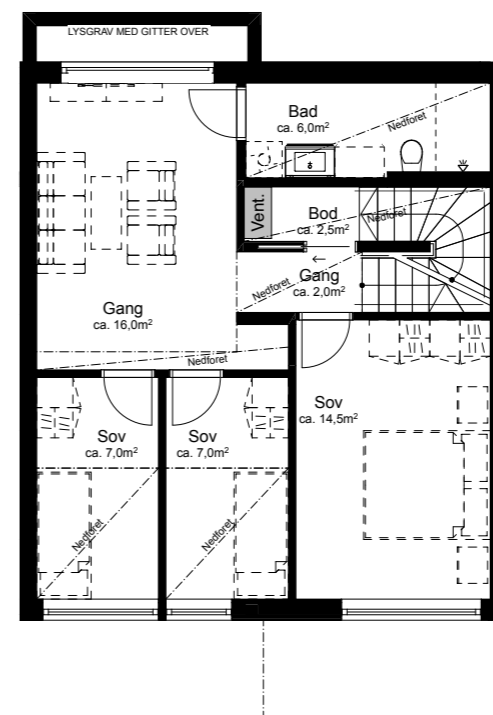 LYSGRAV MED GITTER OVER
Bad
ca. 6,0m²
Nedforet
Vent.
Bod
ca. 2,5m²
Nedforet
Gang
ca. 2,0m²
Nedforet
Gang
ca. 16,0m²
Nedforet
Sov
ca. 7,0m²
Nedforet
Sov
ca. 7,0m²
Nedforet
Sov
ca. 14,5m²